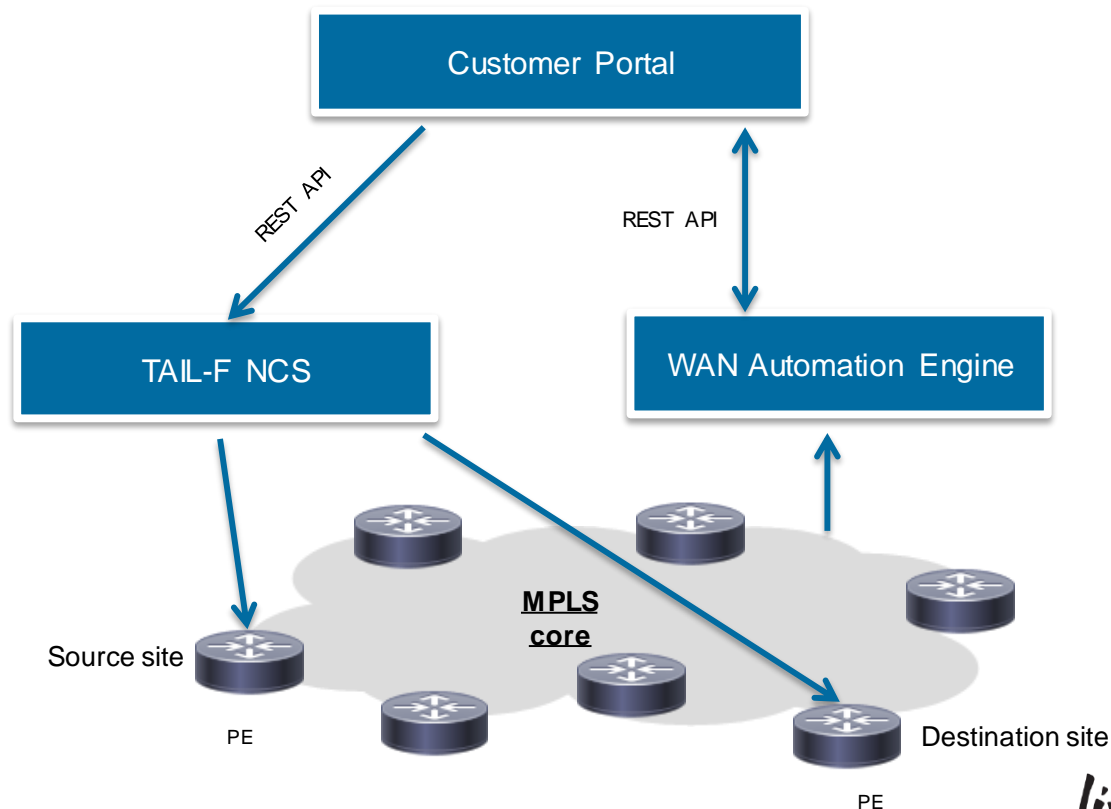 Customer Portal
REST API
REST API
TAIL-F NCS
WAN Automation Engine
MPLS
core
Source site
PE
Destination site
PE